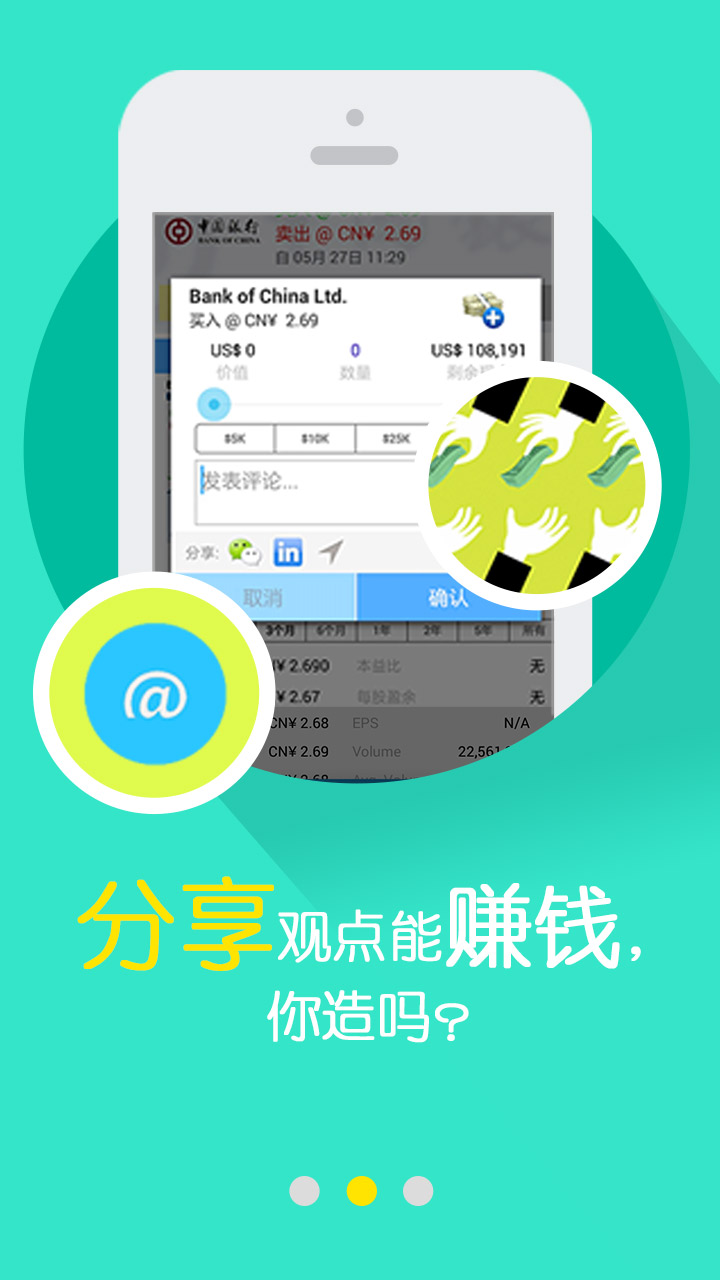 中国银行
BANK OF CHINA
卖出 @ CN¥ 2.69
自 05月 27日 11:29
Bank of China Ltd.
买入 @ CN¥ 2.69
US$ 0 0 US$ 108,191
价值 数量 剩余
$5K $10K $25K
发表评论...
分享: in
取消 确认
3个月 6个月 1年 2年 5年 所有
¥ 2.690 本益比 无
¥ 2.67 每股盈余 无
CN¥ 2.68 EPS N/A
CN¥ 2.69 Volume 22,561
@
分享观点能赚钱,
你造吗?